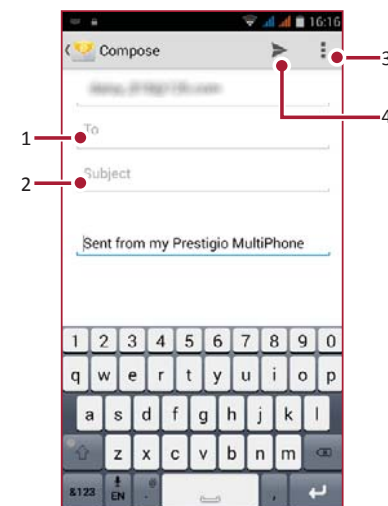 16:16
Compose
3
4
To
1
Subject
2
Sent from my Prestigio MultiPhone
1 2 3 4 5 6 7 8 9 0
q w e r t y u i o p
a s d f g h j k l
z x c v b n m
&123 EN . ,